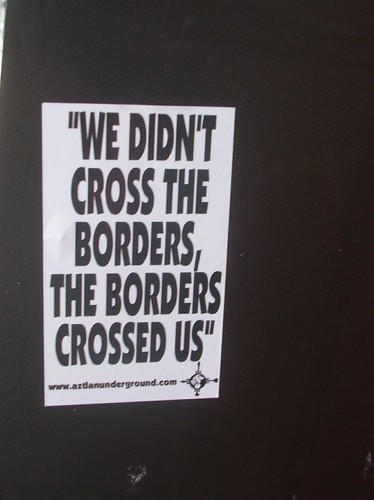 "WE DIDN'T
CROSS THE
BORDERS,
THE BORDERS
CROSSED US"
www.aztlanunderground.com